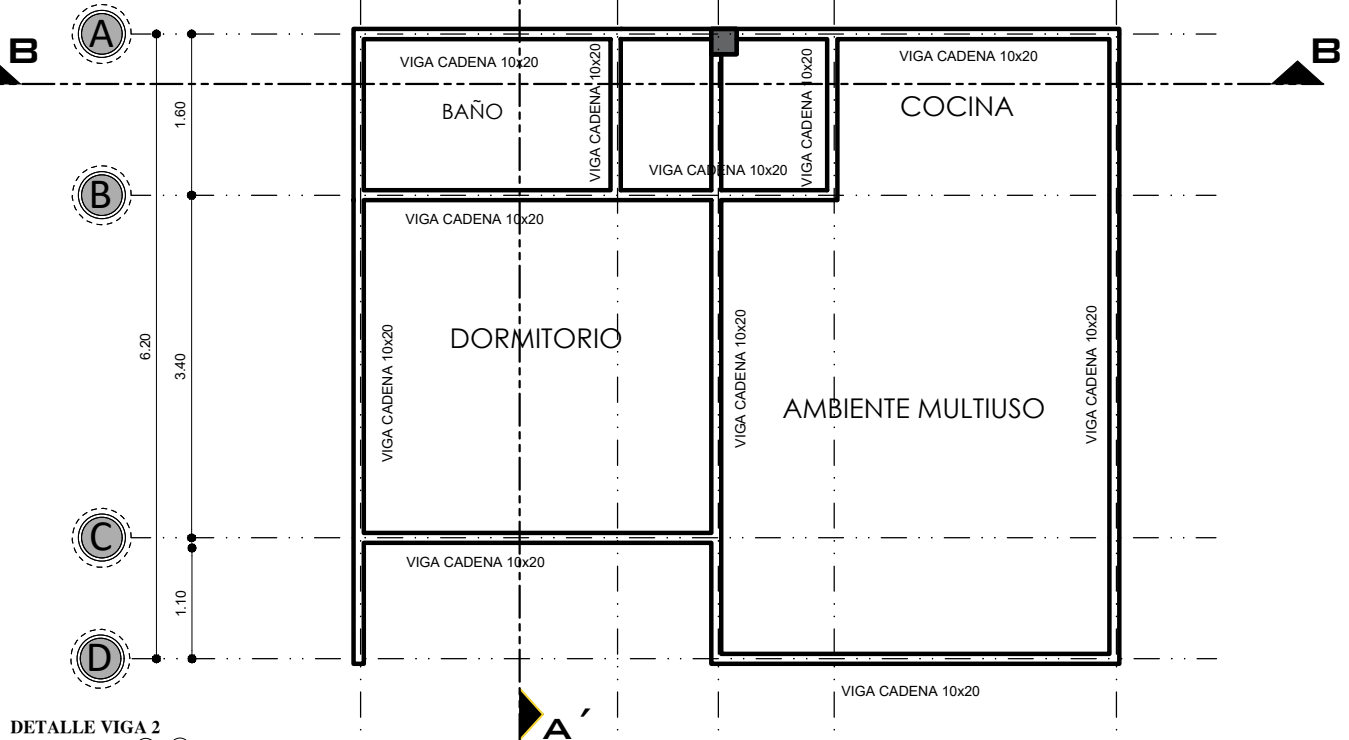 A
B
B
VIGA CADENA 10x20
VIGA CADENA 10x20
VIGA CADENA 10x20
VIGA CADENA 10x20
BAÑO
COCINA
1.60
VIGA CADENA 10x20
B
VIGA CADENA 10x20
6.20
3.40
DORMITORIO
VIGA CADENA 10x20
VIGA CADENA 10x20
VIGA CADENA 10x20
AMBIENTE MULTIUSO
C
VIGA CADENA 10x20
1.10
D
VIGA CADENA 10x20
A´
DETALLE VIGA 2